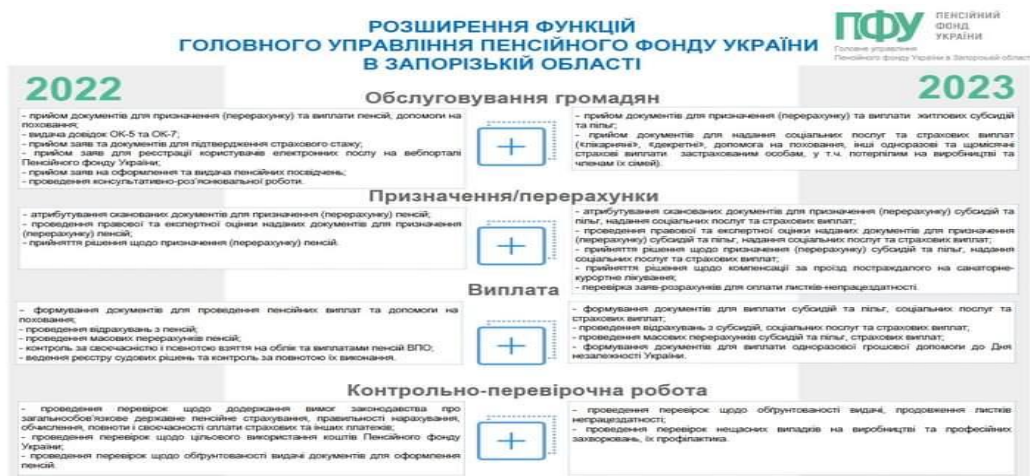 РОЗШИРЕННЯ ФУНКЦІЙ
ГОЛОВНОГО УПРАВЛІННЯ ПЕНСІЙНОГО ФОНДУ УКРАЇНИ
В ЗАПОРІЗЬКІЙ ОБЛАСТІ
ПФУ
ПЕНСІЙНИЙ
ФОНД
УКРАЇНИ
Головне управління
Пенсійного фонду України в Запорізькій області
2022
2023
Обслуговування громадян
- прийом документів для призначення (перерахунку) та виплати пенсій, допомоги на
поховання;
- видача довідок ОК-5 та ОК-7;
- прийом заяв та документів для підтвердження страхового стажу;
- прийом заяв для реєстрації користувачів електронних послуг на вебпорталі
Пенсійного фонду України;
- прийом заяв на оформлення та видача пенсійних посвідчень;
- проведення консультативно-роз'яснювальної роботи.
- прийом документів для призначення (перерахунку) та виплати житлових субсидій
та пільг;
- прийом документів для надання соціальних послуг та страхових виплат
(«лікарняні», «декретні», допомога на поховання, інші одноразові та щомісячні
страхові виплати застрахованим особам, у т.ч. потерпілим на виробництві та
членам їх сімей).
Призначення/перерахунки
- атрибутування сканованих документів для призначення (перерахунку) пенсій;
- проведення правової та експертної оцінки наданих документів для призначення
(перерахунку) пенсій;
- прийняття рішення щодо призначення (перерахунку) пенсій.
- атрибутування сканованих документів для призначення (перерахунку) субсидій та
пільг, надання соціальних послуг та страхових виплат;
- проведення правової та експертної оцінки наданих документів для призначення
(перерахунку) субсидій та пільг, надання соціальних послуг та страхових виплат;
- прийняття рішення щодо призначення (перерахунку) субсидій та пільг, надання
соціальних послуг та страхових виплат;
- прийняття рішення щодо компенсації за проїзд постраждалого на санаторно-
курортне лікування;
- перевірка заяв-розрахунків для оплати листків-непрацездатності.
Виплата
- формування документів для проведення пенсійних виплат та допомоги на
поховання;
- проведення відрахувань з пенсій;
- проведення масових перерахунків пенсій;
- контроль за своєчасністю і повнотою взяття на облік та виплатами пенсій ВПО;
- ведення реєстру судових рішень та контроль за повнотою їх виконання.
- формування документів для виплати субсидій та пільг, соціальних послуг та
страхових виплат;
- проведення відрахувань з субсидій, соціальних послуг та страхових виплат;
- проведення масових перерахунків субсидій та пільг, страхових виплат;
- формування документів для виплати одноразової грошової допомоги до Дня
незалежності України.
Контрольно-перевірочна робота
- проведення перевірок щодо додержання вимог законодавства про
загальнообов'язкове державне пенсійне страхування, правильності нарахування,
обчислення, повноти і своєчасності сплати страхових та інших платежів;
- проведення перевірок щодо цільового використання коштів Пенсійного фонду
України;
- проведення перевірок щодо обґрунтованості видачі документів для оформлення
пенсій.
- проведення перевірок щодо обґрунтованості видачі, продовження листків
непрацездатності;
- проведення перевірок нещасних випадків на виробництві та професійних
захворювань, їх профілактика.